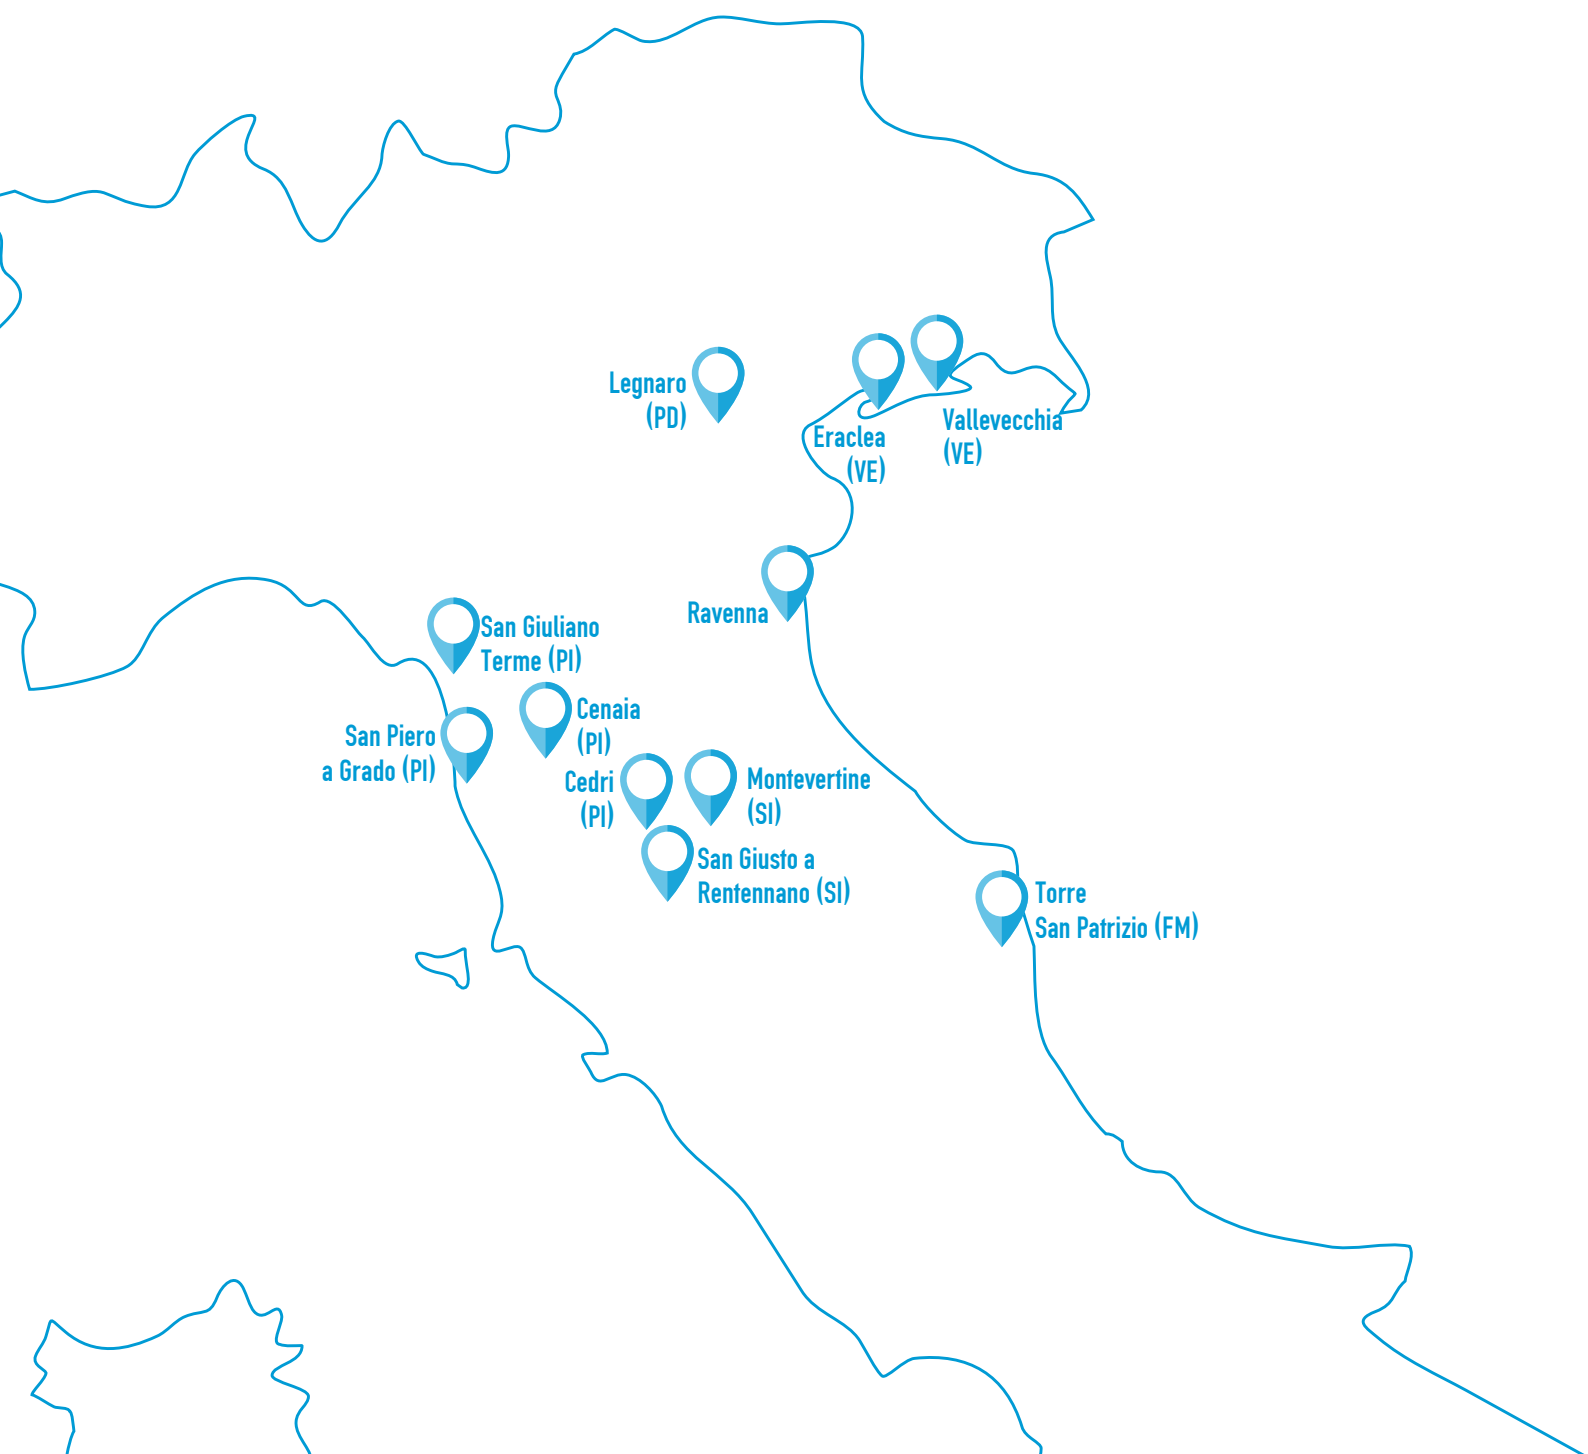 Legnaro
(PD)
Eraclea
(VE)
Vallevecchia
(VE)
Ravenna
San Giuliano
Terme (PI)
San Piero
a Grado (PI)
Cenaia
(PI)
Cedri
(PI)
Montevertine
(SI)
San Giusto a
Rentennano (SI)
Torre
San Patrizio (FM)